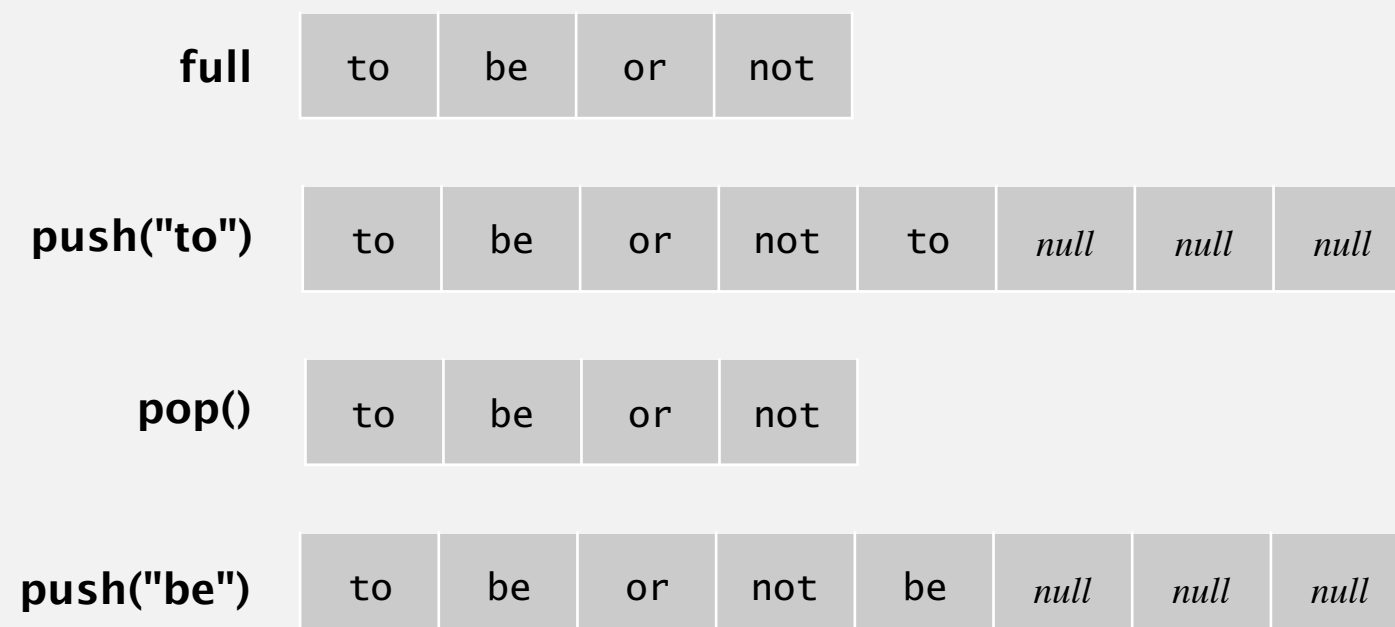 full to be or not
push("to") to be or not to null null null
pop() to be or not
push("be") to be or not be null null null